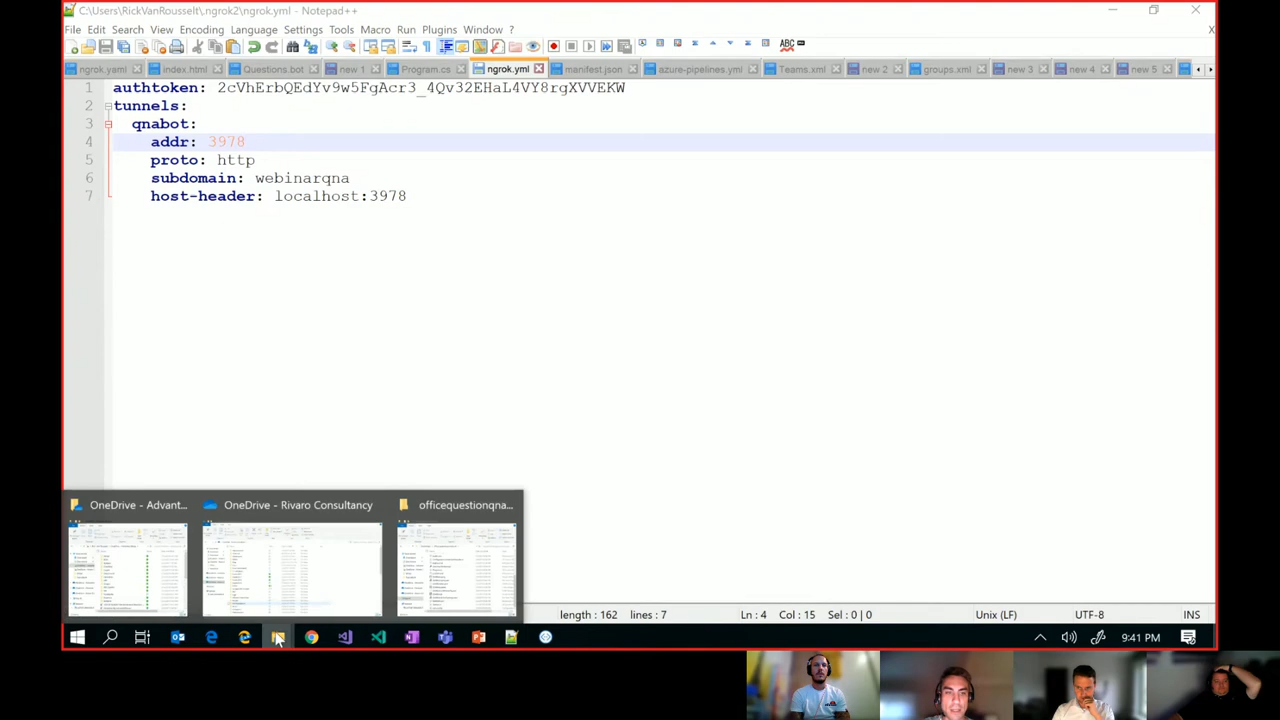 C:\Users\RickVanRousselt\.ngrok2\ngrok.yml - Notepad++
File Edit Search View Encoding Language Settings Tools Macro Run Plugins Window ? X
ngrok.yaml index.html Questions.bot new 1 Program.cs ngrok.yml manifest.json azure-pipelines.yml Teams.xml new 2 groups.xml new 3 new 4 new 5
1 authtoken: 2cVhErbQEdYv9w5FgAcr3_4Qv32EHaL4VY8rgXVVEKW
2 tunnels:
3 qnabot:
4 addr: 3978
5 proto: http
6 subdomain: webinarqna
7 host-header: localhost:3978
OneDrive - Advant... OneDrive - Rivaro Consultancy officequestionqna...
length : 162 lines : 7 Ln : 4 Col : 15 Sel : 0 | 0 Unix (LF) UTF-8 INS
9:41 PM